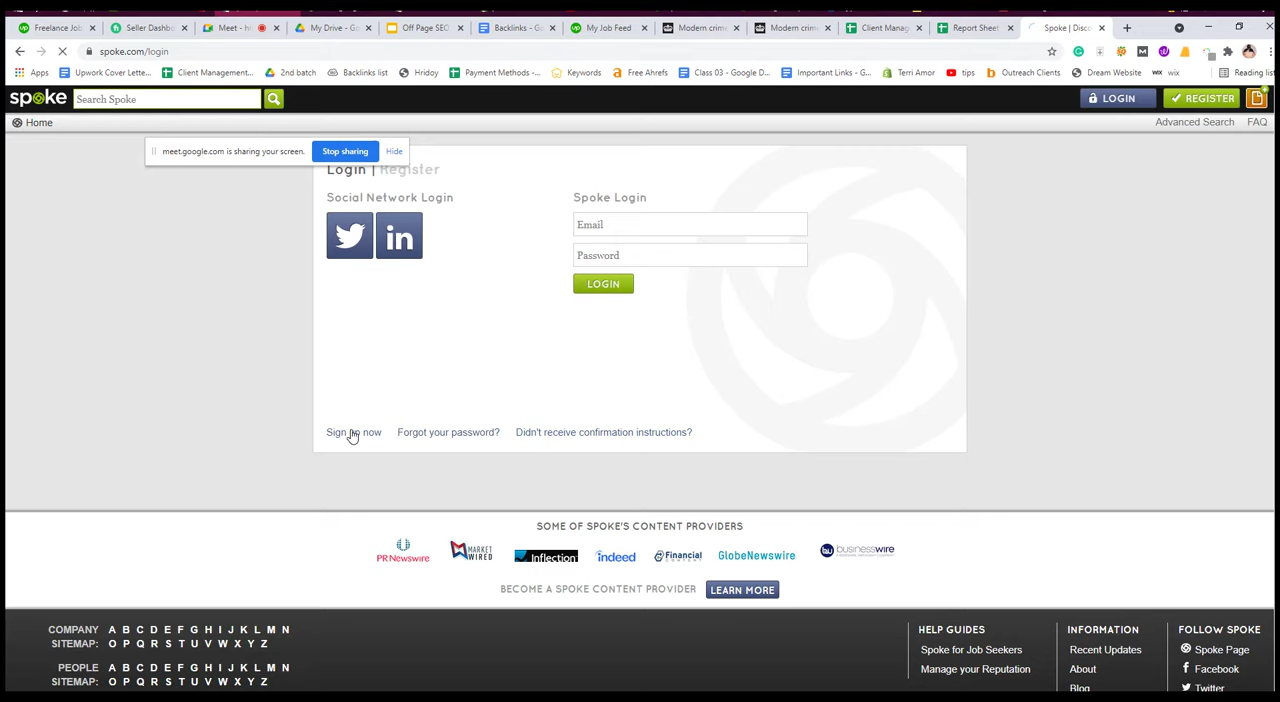 Freelance Job
Seller Dashbo
Meet - h
My Drive - Go
Off Page SEO
Backlinks - Go
My Job Feed
Modern crim
Modern crim
Client Manag
Report Sheet
Spoke | Disco
spoke.com/login
Apps
Upwork Cover Lette...
Client Management...
2nd batch
Backlinks list
Hridoy
Payment Methods -...
Keywords
Free Ahrefs
Class 03 - Google D...
Important Links - G...
Terri Amor
tips
Outreach Clients
Dream Website
wix
Reading list
spoke
Search Spoke
LOGIN
REGISTER
Home
Advanced Search
FAQ
meet.google.com is sharing your screen.
Stop sharing
Hide
Login | Register
Social Network Login
Spoke Login
Email
Password
LOGIN
Sign up now
Forgot your password?
Didn't receive confirmation instructions?
SOME OF SPOKE'S CONTENT PROVIDERS
PR Newswire
MARKET WIRED
Inflection
indeed
Financial CONTENT
GlobeNewswire
businesswire
BECOME A SPOKE CONTENT PROVIDER
LEARN MORE
COMPANY A B C D E F G H I J K L M N
SITEMAP: O P Q R S T U V W X Y Z
PEOPLE A B C D E F G H I J K L M N
SITEMAP: O P Q R S T U V W X Y Z
HELP GUIDES
Spoke for Job Seekers
Manage your Reputation
INFORMATION
Recent Updates
About
Blog
FOLLOW SPOKE
Spoke Page
Facebook
Twitter